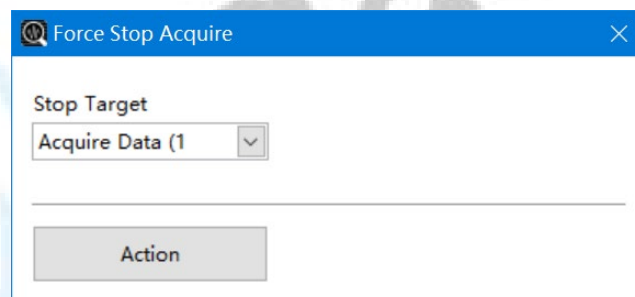 Force Stop Acquire
Stop Target
Acquire Data (1
Action